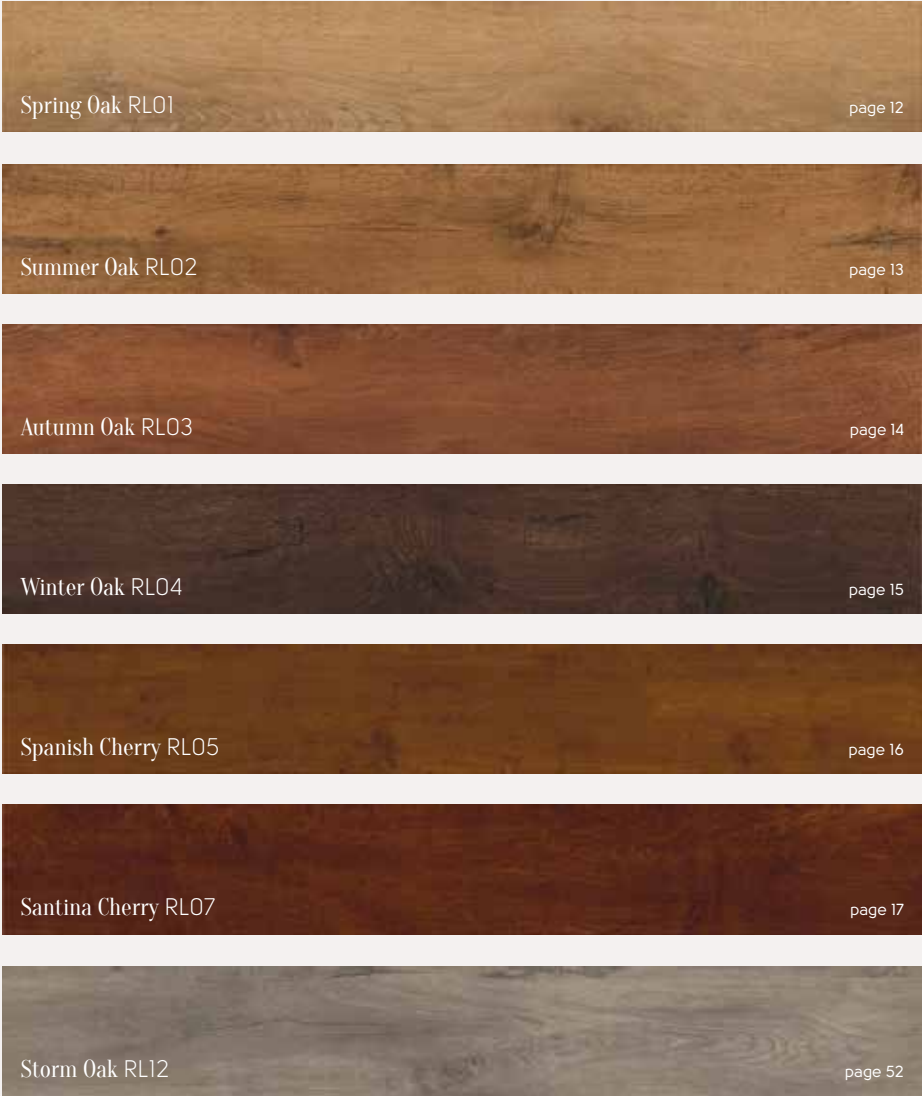 Spring Oak RL01 page 12
Summer Oak RL02 page 13
Autumn Oak RL03 page 14
Winter Oak RL04 page 15
Spanish Cherry RL05 page 16
Santina Cherry RL07 page 17
Storm Oak RL12 page 52